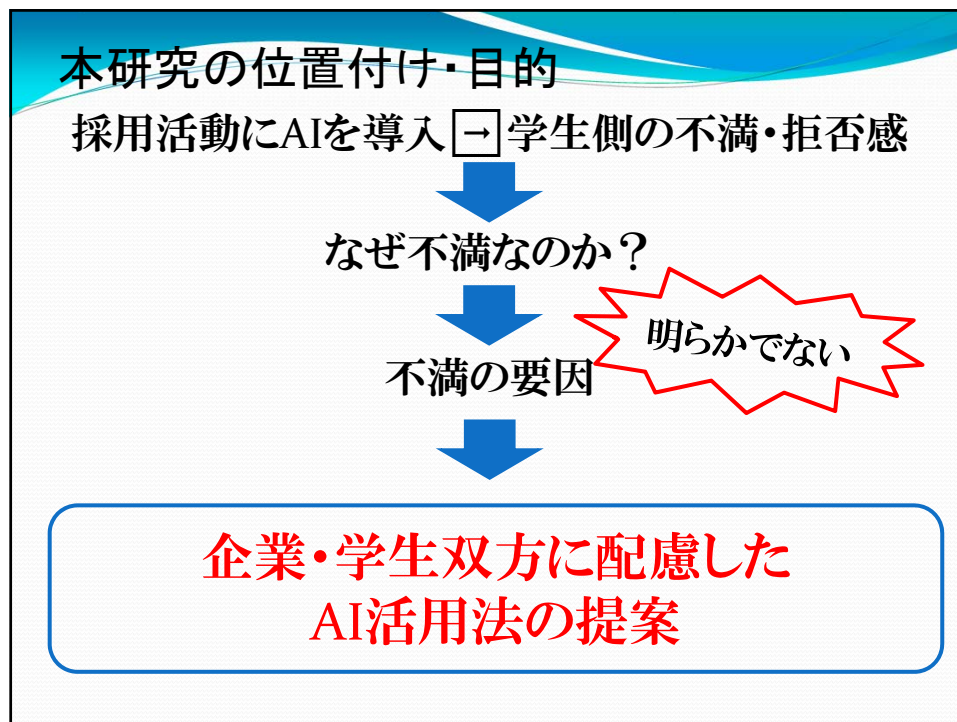 本研究の位置付け・目的
採用活動にAIを導入→学生側の不満・拒否感
なぜ不満なのか？
明らかでない
不満の要因
企業・学生双方に配慮した
AI活用法の提案